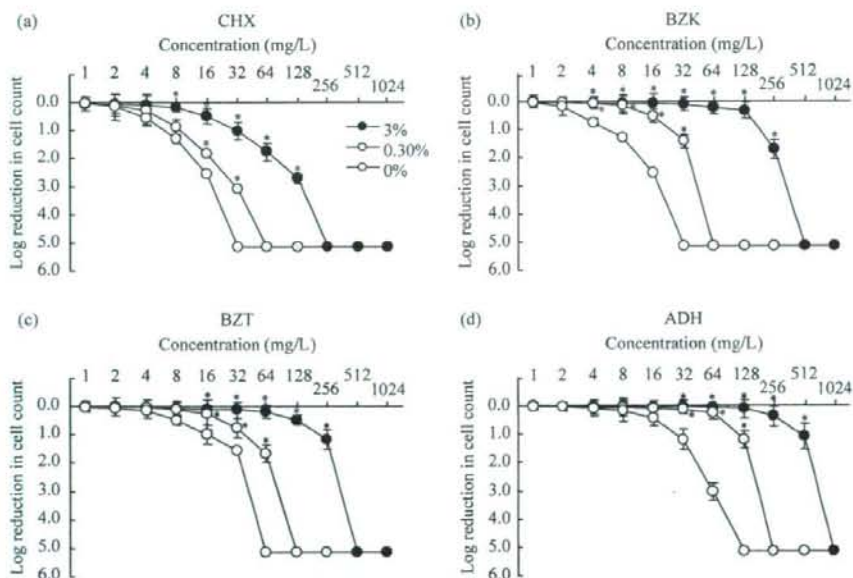 (a)
CHX
Concentration (mg/L)
1 2 4 8 16 32 64 128 256 512 1024
Log reduction in cell count
0.0
1.0
2.0
3.0
4.0
5.0
6.0
3%
0.30%
0%
(b)
BZK
Concentration (mg/L)
1 2 4 8 16 32 64 128 256 512 1024
Log reduction in cell count
0.0
1.0
2.0
3.0
4.0
5.0
6.0
(c)
BZT
Concentration (mg/L)
1 2 4 8 16 32 64 128 256 512 1024
Log reduction in cell count
0.0
1.0
2.0
3.0
4.0
5.0
6.0
(d)
ADH
Concentration (mg/L)
1 2 4 8 16 32 64 128 256 512 1024
Log reduction in cell count
0.0
1.0
2.0
3.0
4.0
5.0
6.0